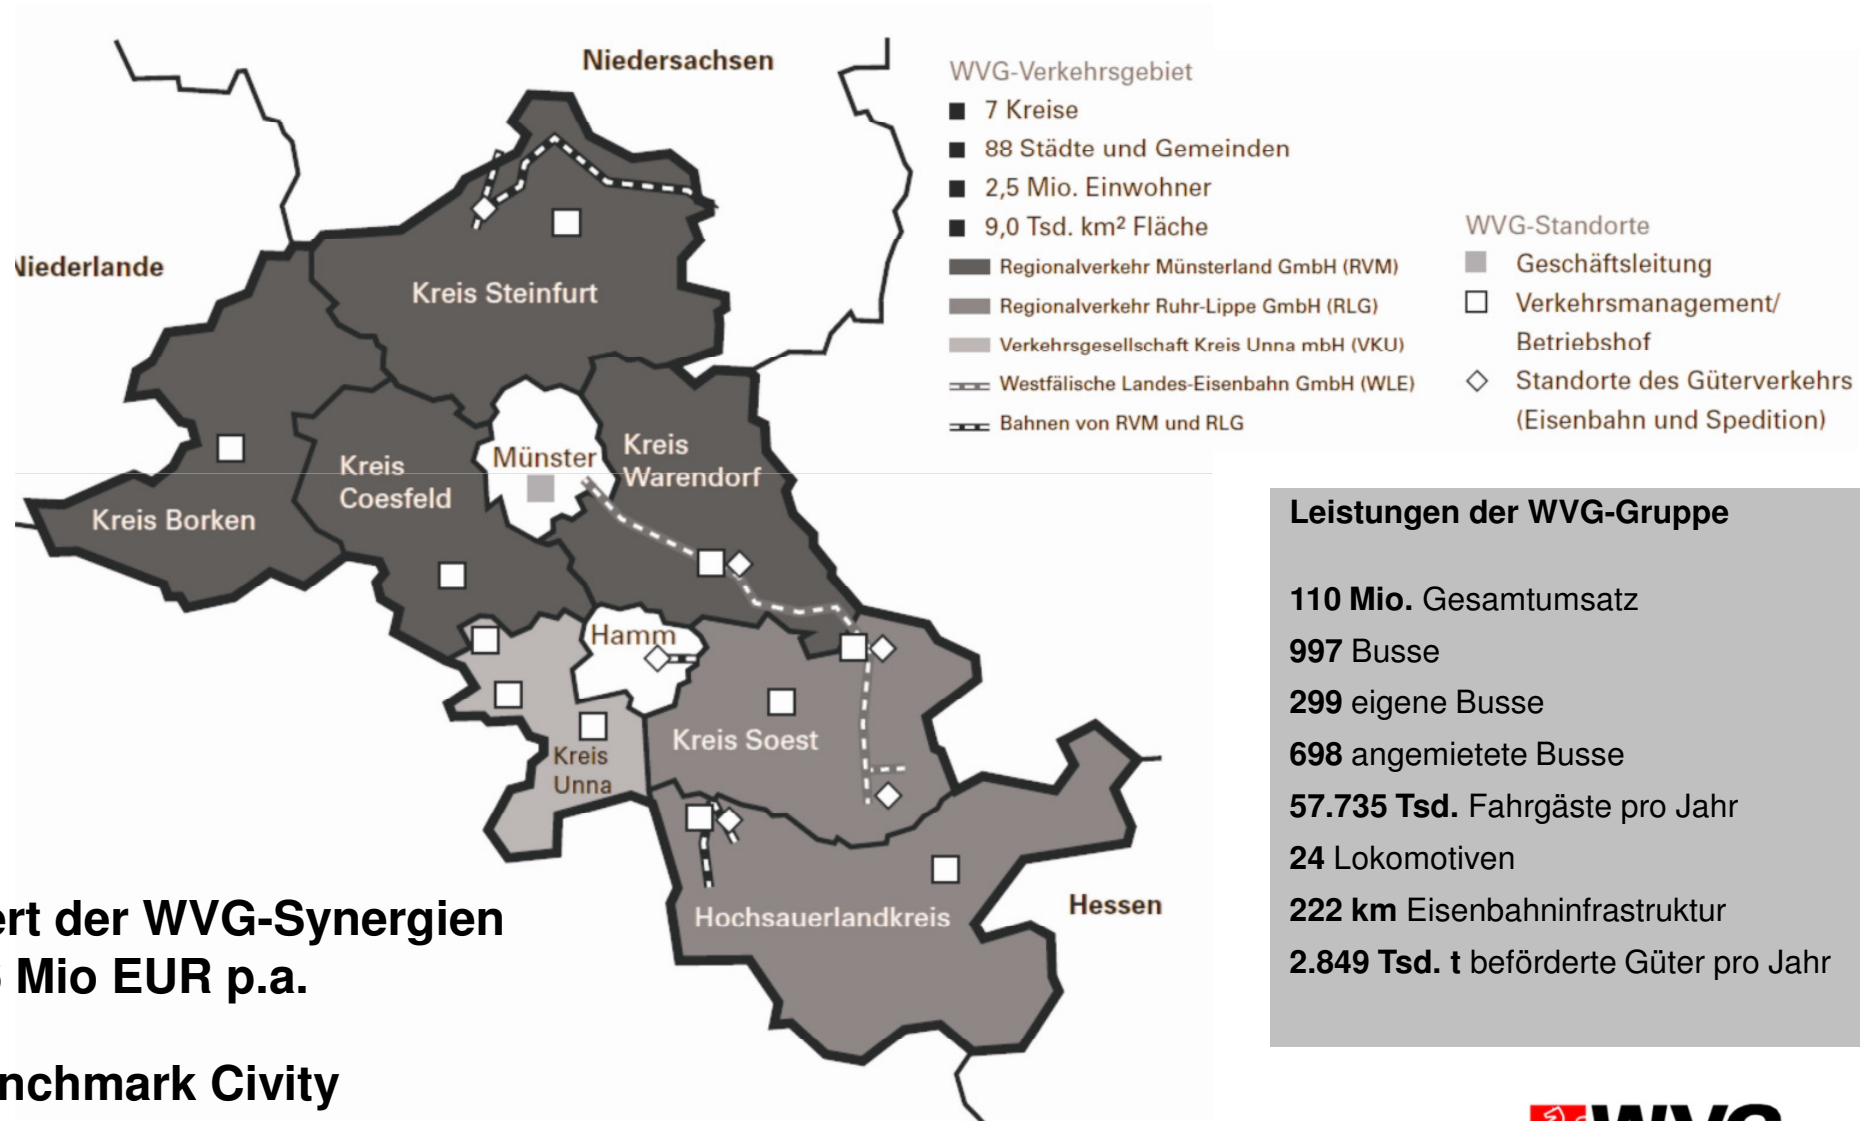 Niedersachsen
Niederlande
Kreis Steinfurt
Münster
Kreis
Warendorf
Kreis
Coesfeld
Kreis Borken
Hamm
Kreis Soest
Kreis
Unna
Hochsauerlandkreis
Hessen
WVG-Verkehrsgebiet
7 Kreise
88 Städte und Gemeinden
2,5 Mio. Einwohner
9,0 Tsd. km² Fläche
Regionalverkehr Münsterland GmbH (RVM)
Regionalverkehr Ruhr-Lippe GmbH (RLG)
Verkehrsgesellschaft Kreis Unna mbH (VKU)
Westfälische Landes-Eisenbahn GmbH (WLE)
Bahnen von RVM und RLG
WVG-Standorte
Geschäftsleitung
Verkehrsmanagement/
Betriebshof
Standorte des Güterverkehrs
(Eisenbahn und Spedition)
Leistungen der WVG-Gruppe
110 Mio. Gesamtumsatz
997 Busse
299 eigene Busse
698 angemietete Busse
57.735 Tsd. Fahrgäste pro Jahr
24 Lokomotiven
222 km Eisenbahninfrastruktur
2.849 Tsd. t beförderte Güter pro Jahr
der WVG-Synergien
Mio EUR p.a.
Civity
WVG